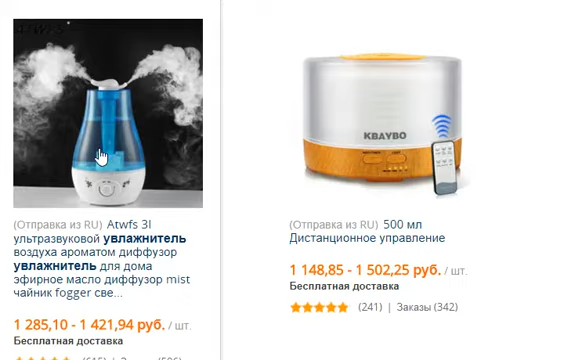 ATWFS
(Отправка из RU) Atwfs 3l
ультразвуковой увлажнитель
воздуха ароматом диффузор
увлажнитель для дома
эфирное масло диффузор mist
чайник fogger све...
1 285,10 - 1 421,94 руб. / шт.
Бесплатная доставка
KBAYBO
(Отправка из RU) 500 мл
Дистанционное управление
1 148,85 - 1 502,25 руб. / шт.
Бесплатная доставка
(241) | Заказы (342)